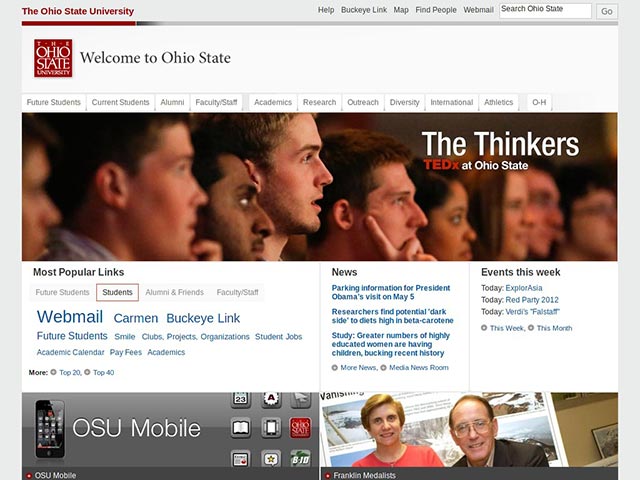 The Ohio State University
Help Buckeye Link Map Find People Webmail Search Ohio State Go
T·H·E
OHIO
STATE
UNIVERSITY
Welcome to Ohio State
Future Students Current Students Alumni Faculty/Staff Academics Research Outreach Diversity International Athletics O-H
The Thinkers
TEDx at Ohio State
Most Popular Links
Future Students Students Alumni & Friends Faculty/Staff
Webmail Carmen Buckeye Link
Future Students Smile Clubs, Projects, Organizations Student Jobs
Academic Calendar Pay Fees Academics
More: Top 20, Top 40
News
Parking information for President
Obama's visit on May 5
Researchers find potential 'dark
side' to diets high in beta-carotene
Study: Greater numbers of highly
educated women are having
children, bucking recent history
More News, Media News Room
Events this week
Today: ExplorAsia
Today: Red Party 2012
Today: Verdi's "Falstaff"
This Week, This Month
OSU Mobile
23
OSU Mobile
Vanishing
Franklin Medalists